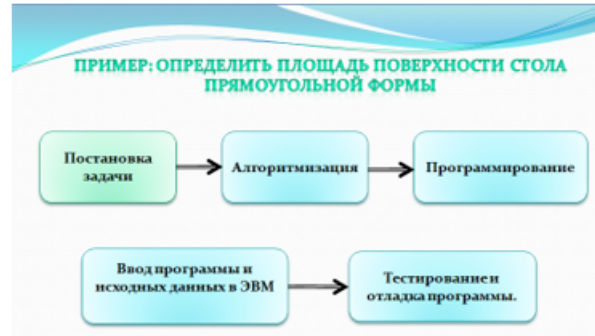 ПРИМЕР: ОПРЕДЕЛИТЬ ПЛОЩАДЬ ПОВЕРХНОСТИ СТОЛА
ПРЯМОУГОЛЬНОЙ ФОРМЫ
Постановка
задачи
Алгоритмизация
Программирование
Ввод программы и
исходных данных в ЭВМ
Тестирование и
отладка программы.